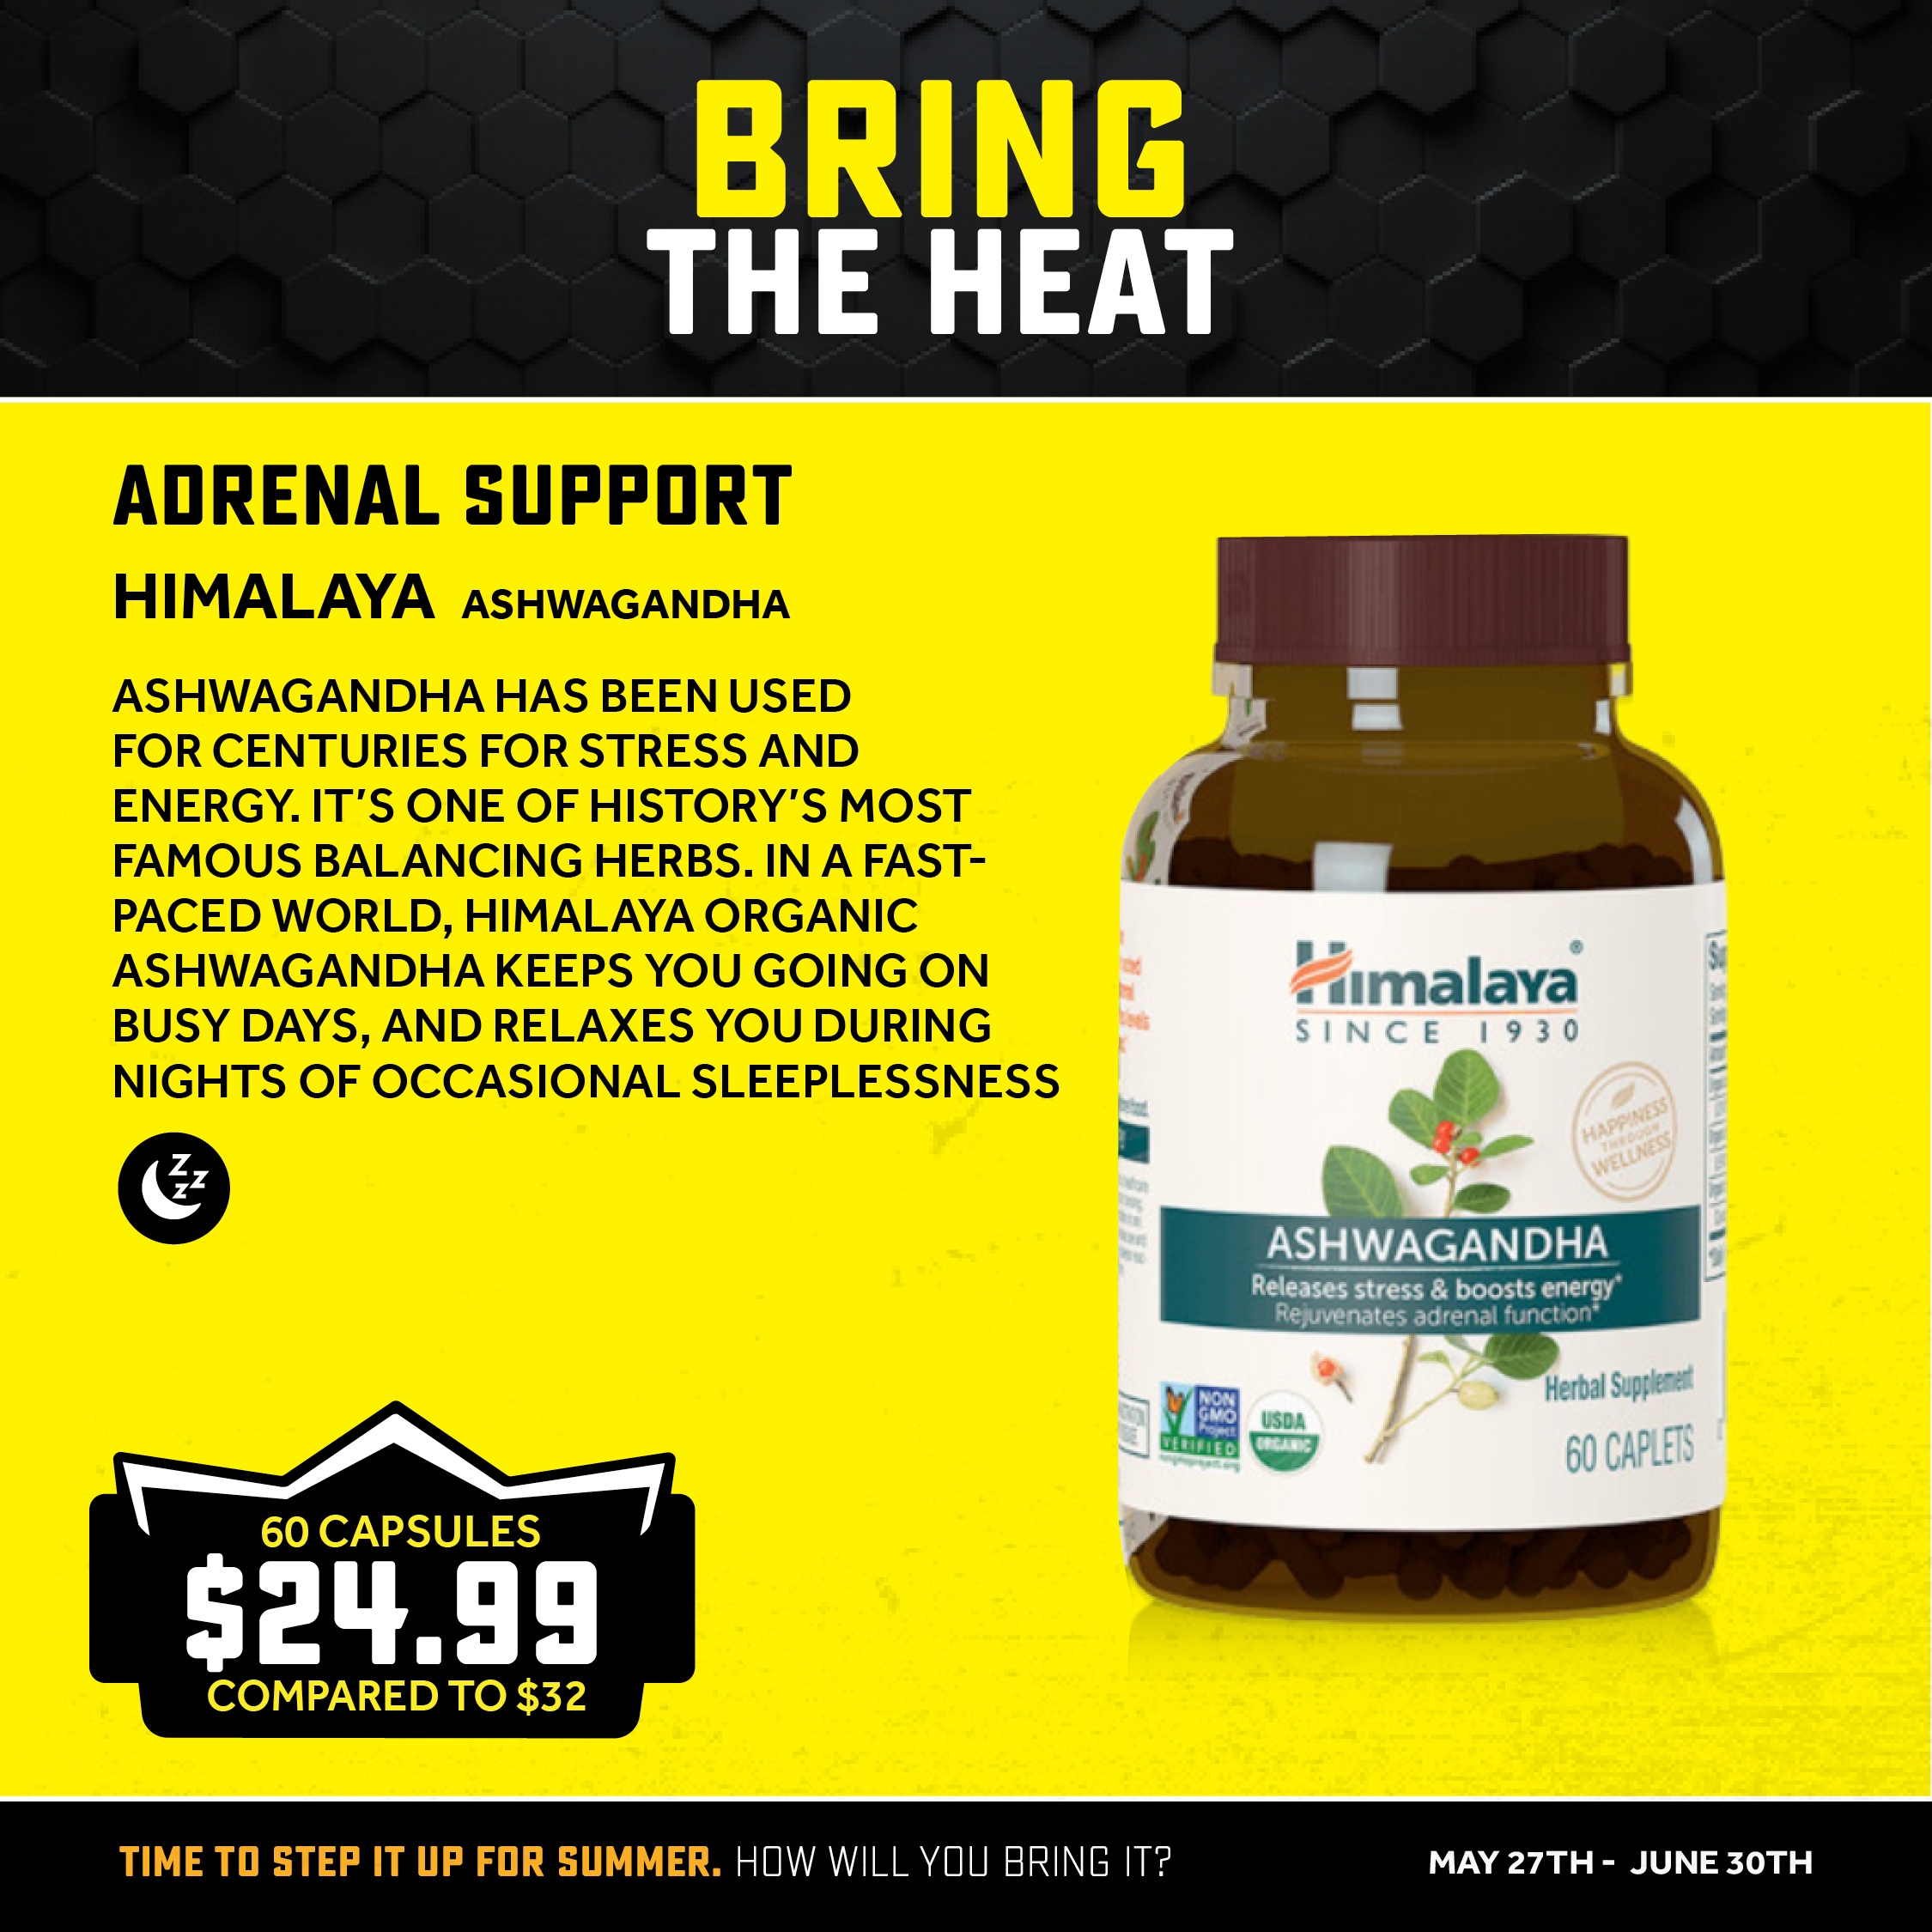 BRING
THE HEAT
ADRENAL SUPPORT
HIMALAYA ASHWAGANDHA
ASHWAGANDHA HAS BEEN USED
FOR CENTURIES FOR STRESS AND
ENERGY. IT'S ONE OF HISTORY'S MOST
FAMOUS BALANCING HERBS. IN A FAST-
PACED WORLD, HIMALAYA ORGANIC
ASHWAGANDHA KEEPS YOU GOING ON
BUSY DAYS, AND RELAXES YOU DURING
NIGHTS OF OCCASIONAL SLEEPLESSNESS
Z Z Z
Himalaya®
SINCE 1930
HAPPINESS
THROUGH
WELLNESS
ASHWAGANDHA
Releases stress & boosts energy*
Rejuvenates adrenal function*
Herbal Supplement
60 CAPLETS
NON
GMO
Project
VERIFIED
nongmoproject.org
USDA
ORGANIC
60 CAPSULES
$24.99
COMPARED TO $32
TIME TO STEP IT UP FOR SUMMER. HOW WILL YOU BRING IT?
MAY 27TH - JUNE 30TH